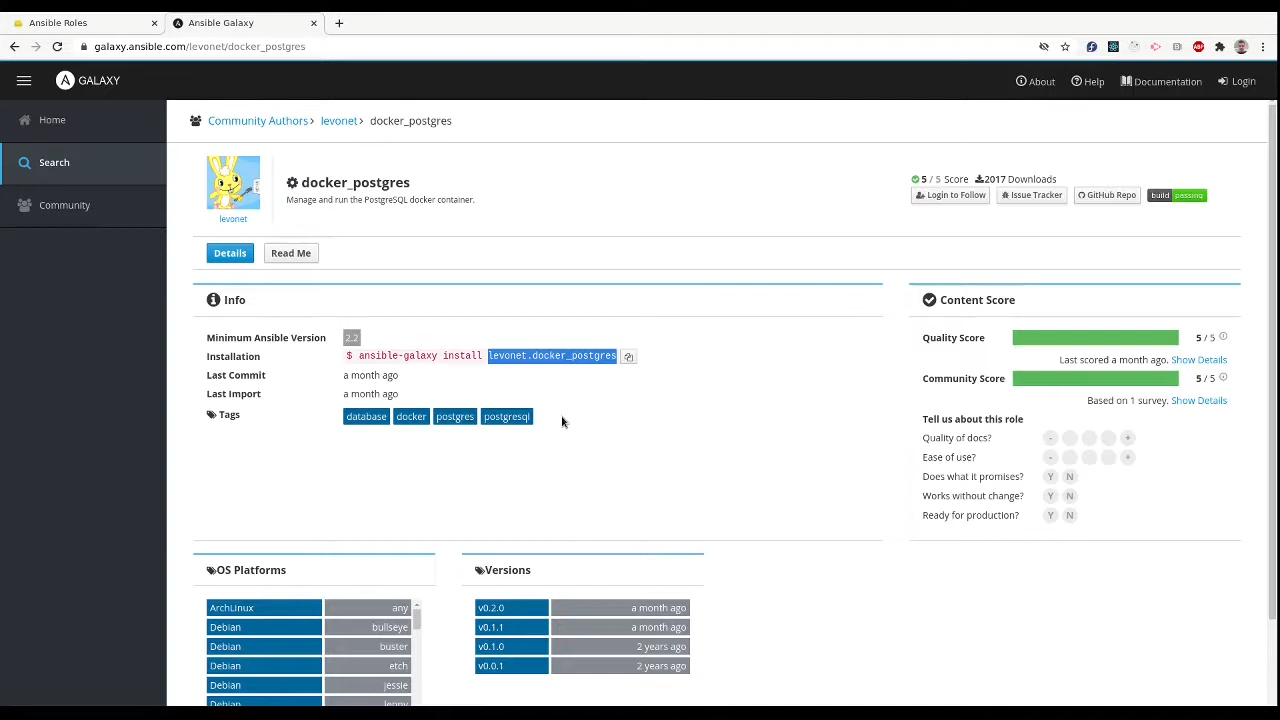 Ansible Roles
Ansible Galaxy
galaxy.ansible.com/levonet/docker_postgres
GALAXY
About
Help
Documentation
Login
Home
Search
Community
Community Authors> levonet> docker_postgres
levonet
docker_postgres
Manage and run the PostgreSQL docker container.
5 / 5 Score 2017 Downloads
Login to Follow
Issue Tracker
GitHub Repo
build passing
Details
Read Me
Info
Minimum Ansible Version 2.2
Installation $ ansible-galaxy install levonet.docker_postgres
Last Commit a month ago
Last Import a month ago
Tags database docker postgres postgresql
Content Score
Quality Score 5 / 5
Last scored a month ago. Show Details
Community Score 5 / 5
Based on 1 survey. Show Details
Tell us about this role
Quality of docs? - +
Ease of use? - +
Does what it promises? Y N
Works without change? Y N
Ready for production? Y N
OS Platforms
ArchLinux any
Debian bullseye
Debian buster
Debian etch
Debian jessie
Debian lenny
Versions
v0.2.0 a month ago
v0.1.1 a month ago
v0.1.0 2 years ago
v0.0.1 2 years ago